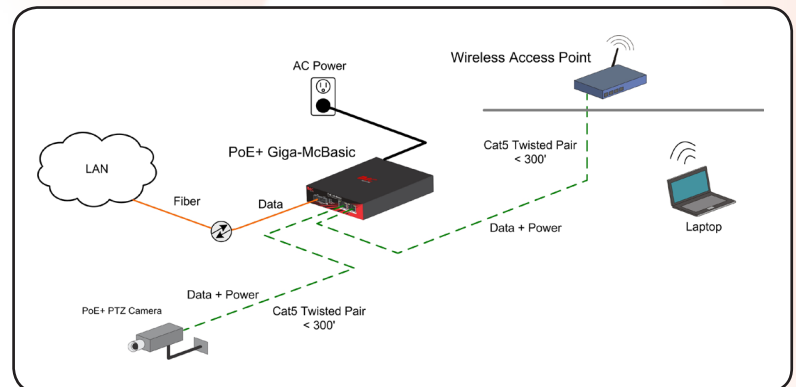 Wireless Access Point
AC Power
PoE+ Giga-McBasic
Cat5 Twisted Pair
< 300'
LAN
Fiber
Data
Laptop
Data + Power
Data + Power
PoE+ PTZ Camera
Cat5 Twisted Pair
< 300'